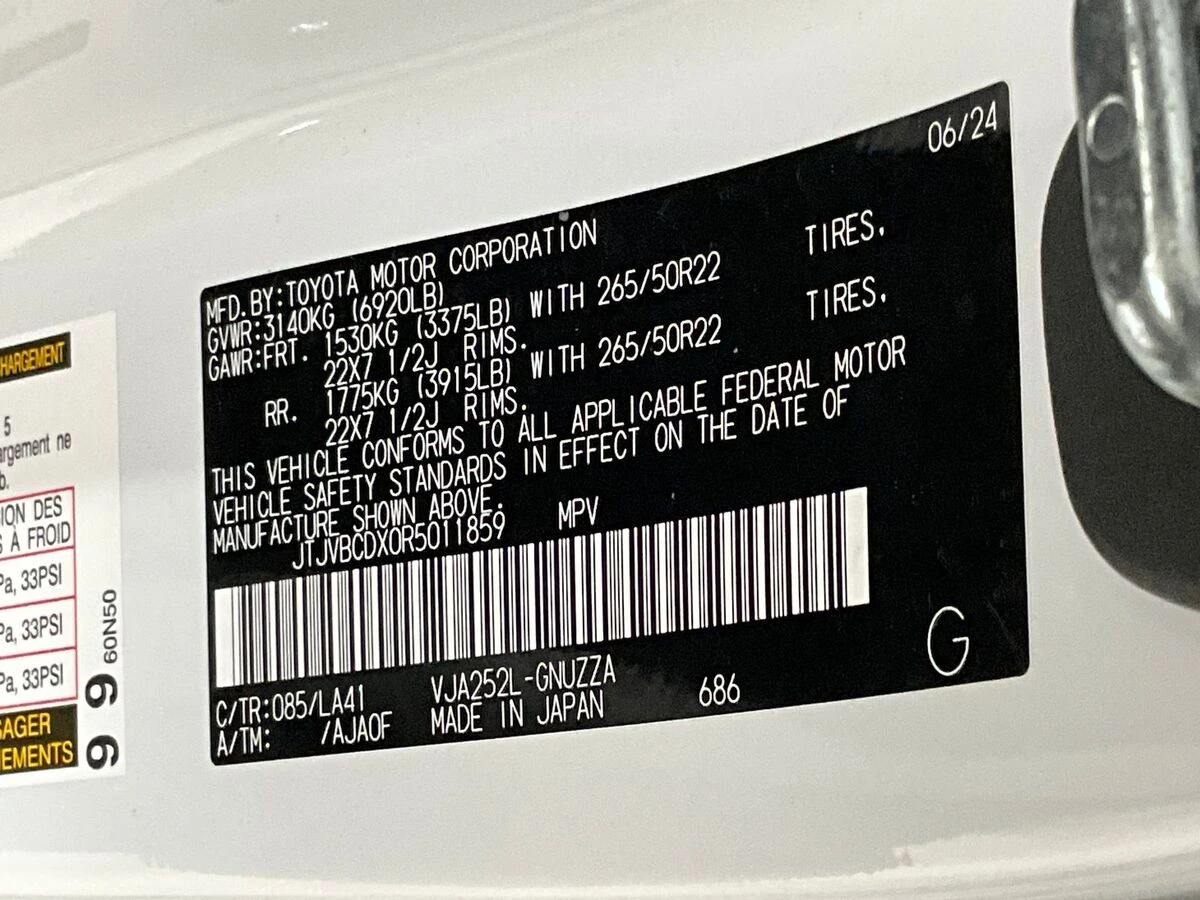 06/24
MFD.BY:TOYOTA MOTOR CORPORATION
GVWR:3140KG (6920LB)
GAWR:FRT. 1530KG (3375LB) WITH 265/50R22 TIRES,
22X7 1/2J RIMS.
RR. 1775KG (3915LB) WITH 265/50R22 TIRES,
22X7 1/2J RIMS.
THIS VEHICLE CONFORMS TO ALL APPLICABLE FEDERAL MOTOR
VEHICLE SAFETY STANDARDS IN EFFECT ON THE DATE OF
MANUFACTURE SHOWN ABOVE.
JTJVBCDX0R5011859 MPV
C/TR:085/LA41 VJA252L-GNUZZA
A/TM: /AJA0F MADE IN JAPAN 686
G
HARGEMENT
5
argement ne
b.
ION DES
S À FROID
Pa, 33PSI
Pa, 33PSI
Pa, 33PSI
SAGER
NEMENTS
9 9 60N50